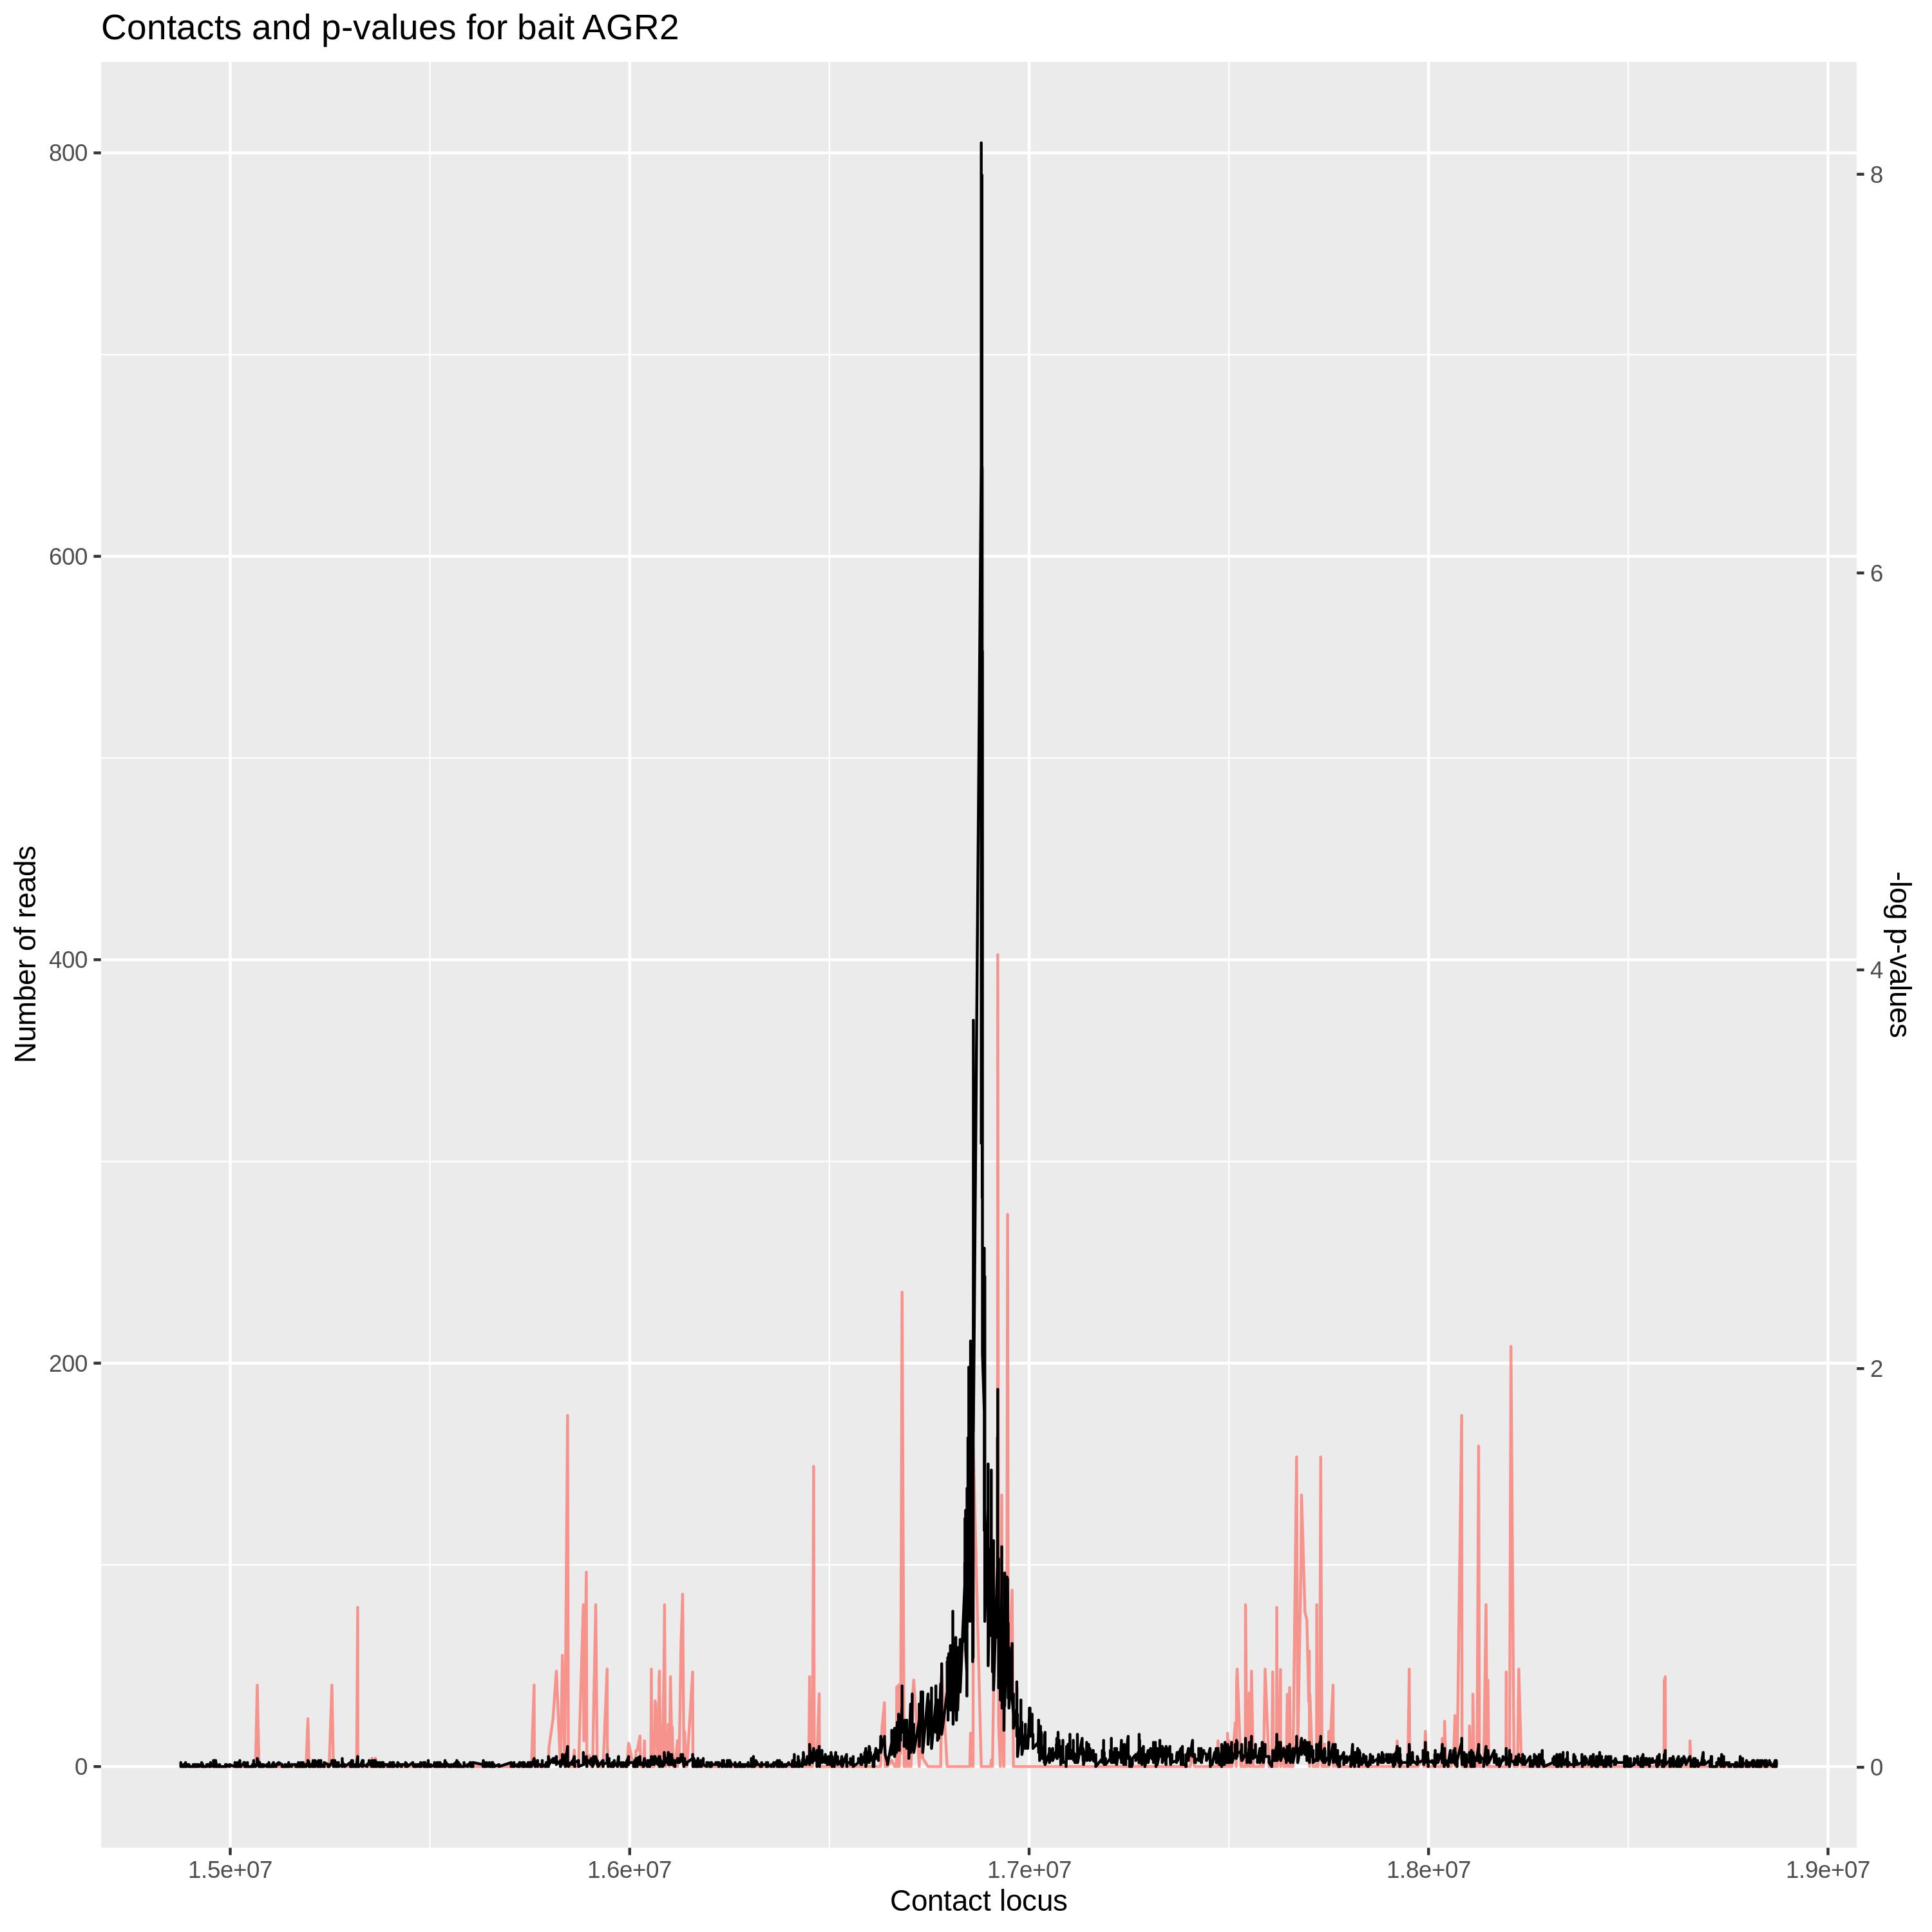 Contacts and p-values for bait AGR2
800
600
400
200
0
Number of reads
8
6
4
2
0
-log p-values
1.5e+07
1.6e+07
1.7e+07
1.8e+07
1.9e+07
Contact locus